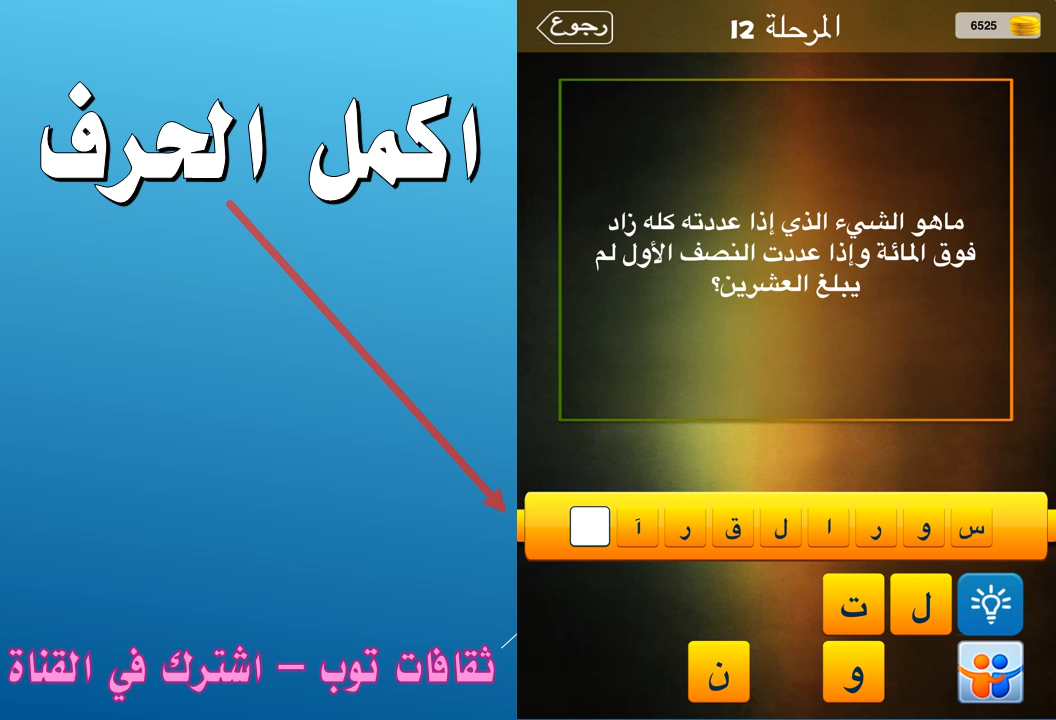 اكمل الحرف
ثقافات توب – اشترك في القناة
رجوع
المرحلة 12
6525
ماهو الشيء الذي إذا عددته كله زاد
فوق المائة وإذا عددت النصف الأول لم
يبلغ العشرين؟
س و ر ا ل ق ر آ
ل ت
و ن